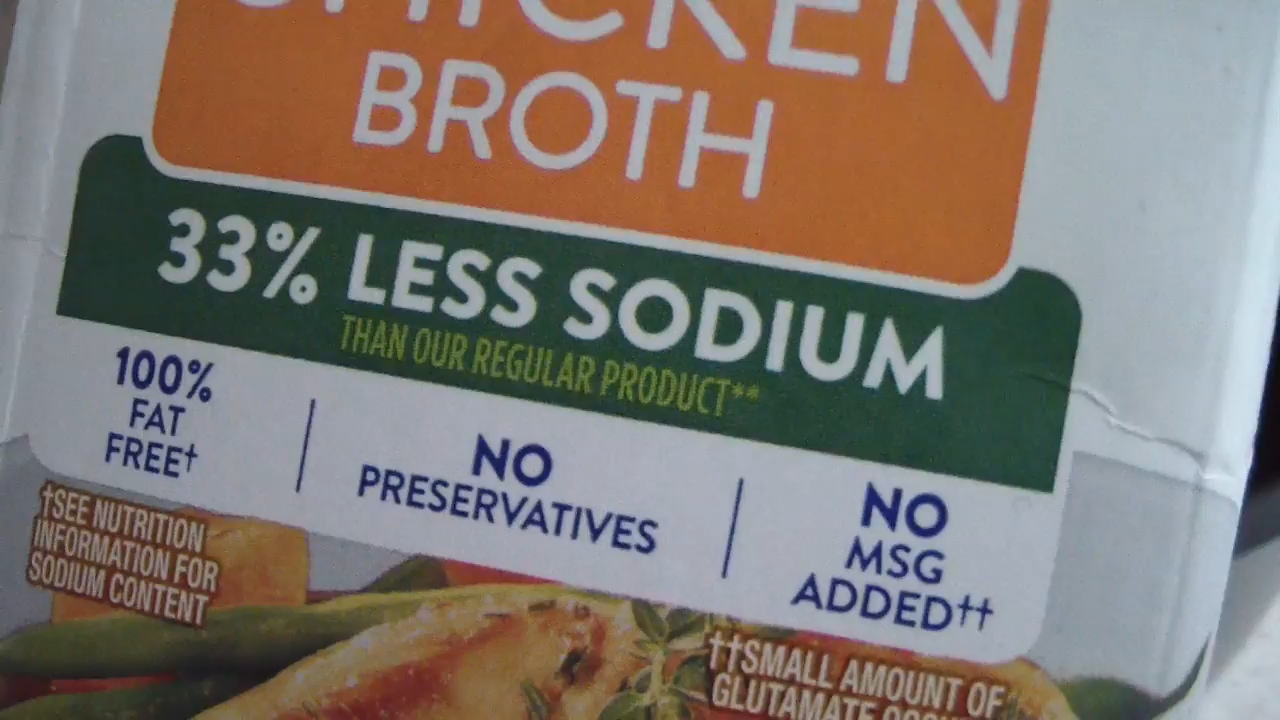 CHICKEN
BROTH
33% LESS SODIUM
THAN OUR REGULAR PRODUCT**
100%
FAT
FREE†
NO
PRESERVATIVES
NO
MSG
ADDED††
†SEE NUTRITION
INFORMATION FOR
SODIUM CONTENT
††SMALL AMOUNT OF
GLUTAMATE